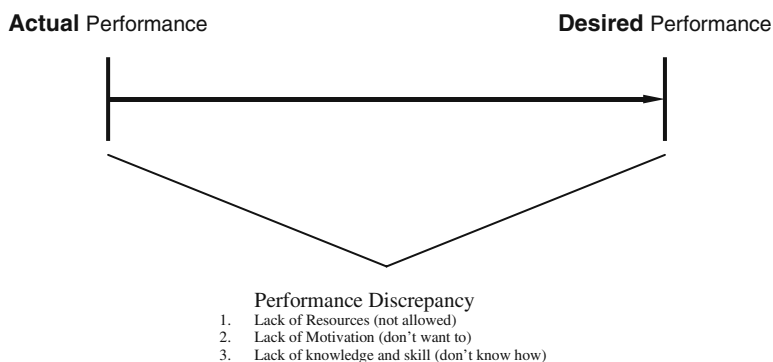 Actual Performance
Desired Performance
Performance Discrepancy
1. Lack of Resources (not allowed)
2. Lack of Motivation (don't want to)
3. Lack of knowledge and skill (don't know how)